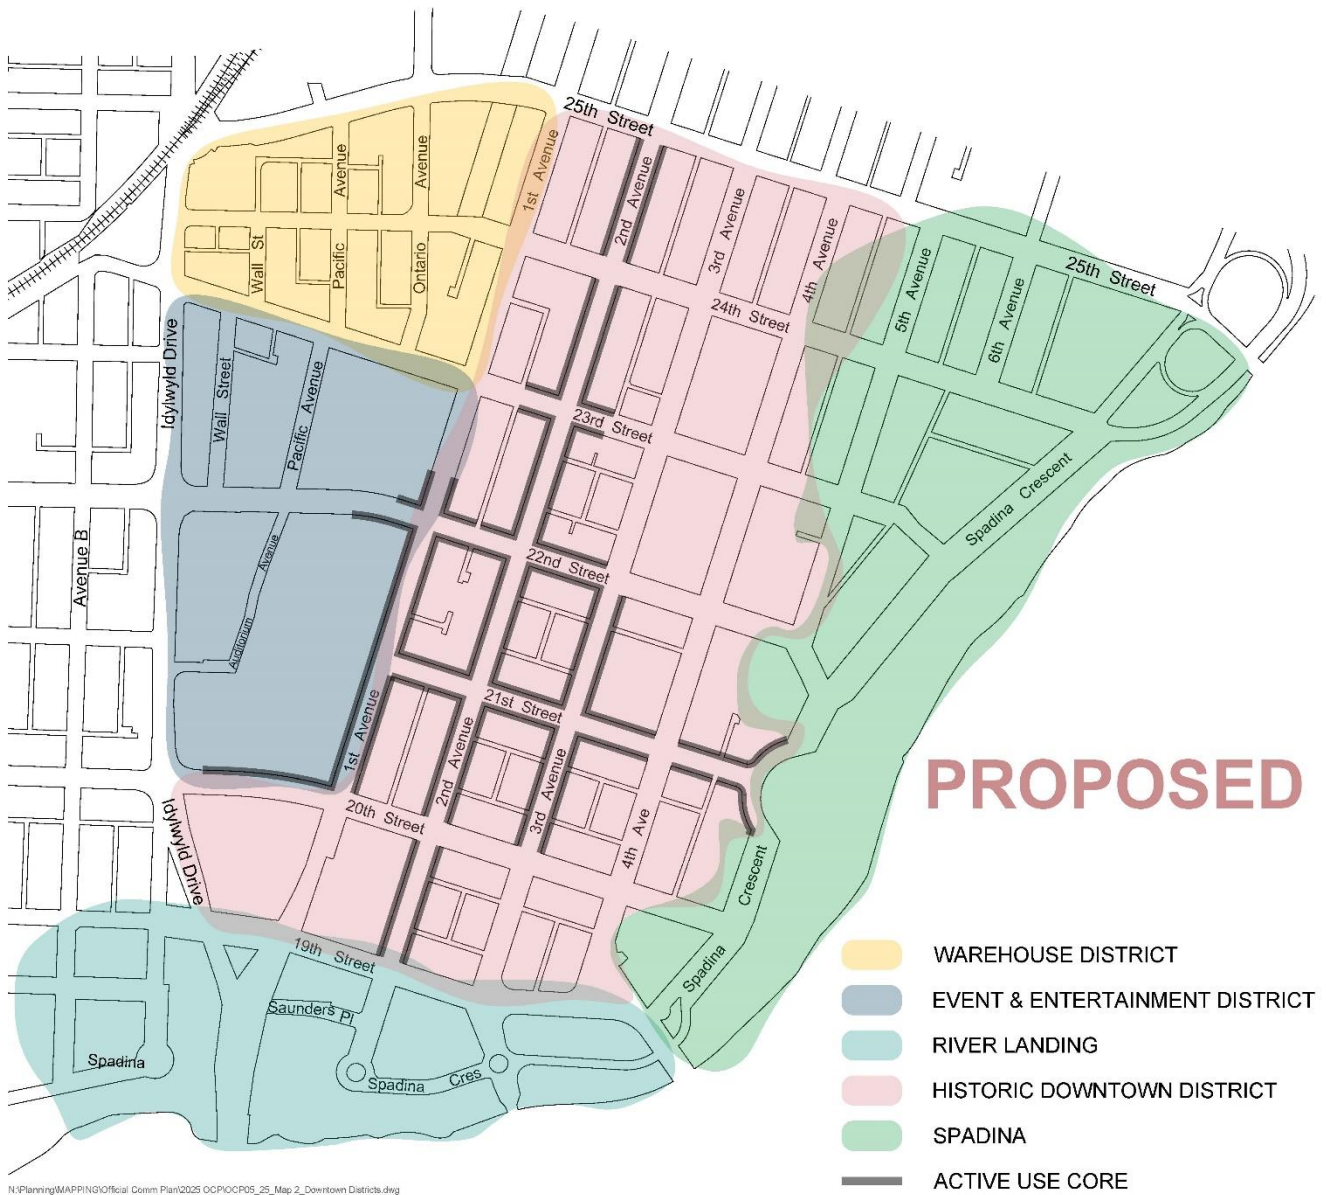 25th Street
1st Avenue
2nd Avenue
3rd Avenue
4th Avenue
Avenue
Avenue
Wall St
Pacific
Ontario
24th Street
5th Avenue
6th Avenue
25th Street
Idylwyld Drive
Wall Street
Pacific Avenue
23rd Street
Spadina Crescent
Avenue B
Auditorium Avenue
22nd Street
21st Street
1st Avenue
2nd Avenue
3rd Avenue
4th Ave
20th Street
Idylwyld Drive
Spadina Crescent
19th Street
Saunders Pl
Spadina
Spadina Cres
PROPOSED
WAREHOUSE DISTRICT
EVENT & ENTERTAINMENT DISTRICT
RIVER LANDING
HISTORIC DOWNTOWN DISTRICT
SPADINA
ACTIVE USE CORE
N:\Planning\MAPPING\Official Comm Plan\2025 OCP\OCP05_25_Map 2_Downtown Districts.dwg